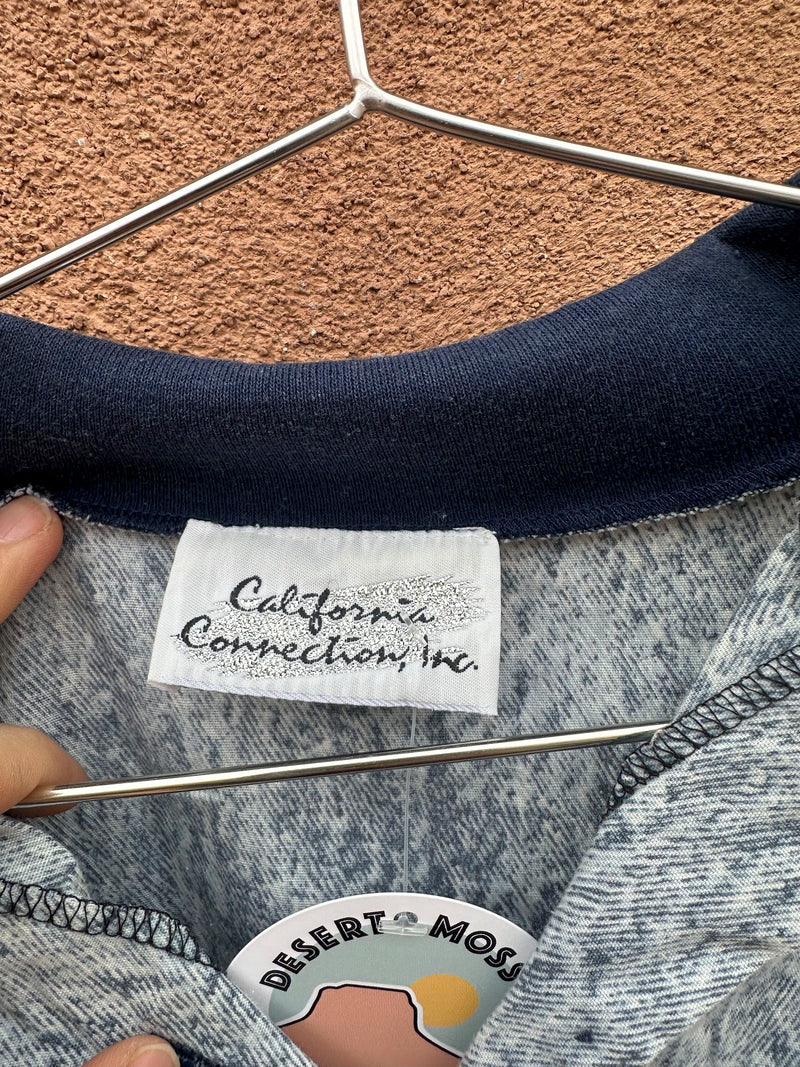 California
Connection, Inc.
DESERT MOSS